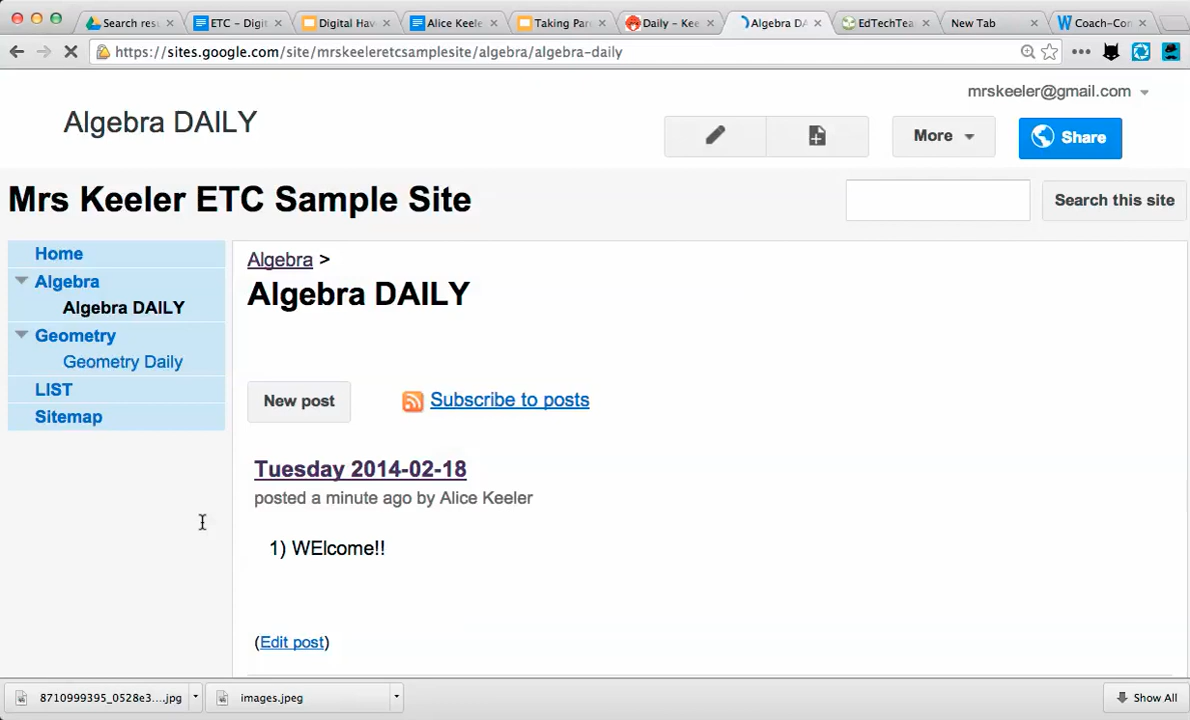 Search resu
ETC - Digit
Digital Hav
Alice Keele
Taking Par
Daily – Kee
Algebra DA
EdTechTea
New Tab
Coach-Con
https://sites.google.com/site/mrskeeleretcsamplesite/algebra/algebra-daily
mrskeeler@gmail.com
Algebra DAILY
More
Share
Mrs Keeler ETC Sample Site
Search this site
Home
Algebra
Algebra DAILY
Geometry
Geometry Daily
LIST
Sitemap
Algebra >
Algebra DAILY
New post
Subscribe to posts
Tuesday 2014-02-18
posted a minute ago by Alice Keeler
1) WElcome!!
(Edit post)
8710999395_0528e3....jpg
images.jpeg
Show All